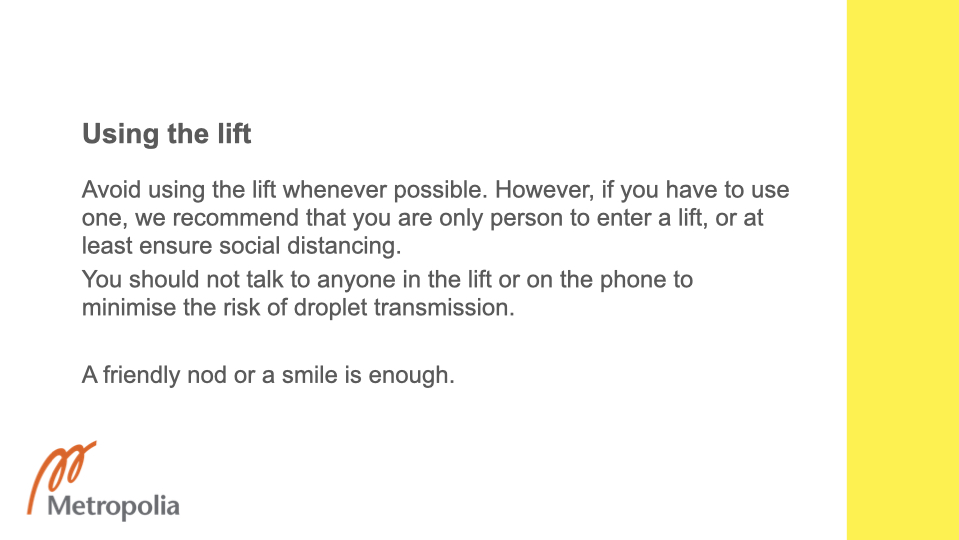 Using the lift
Avoid using the lift whenever possible. However, if you have to use
one, we recommend that you are only person to enter a lift, or at
least ensure social distancing.
You should not talk to anyone in the lift or on the phone to
minimise the risk of droplet transmission.
A friendly nod or a smile is enough.
Metropolia